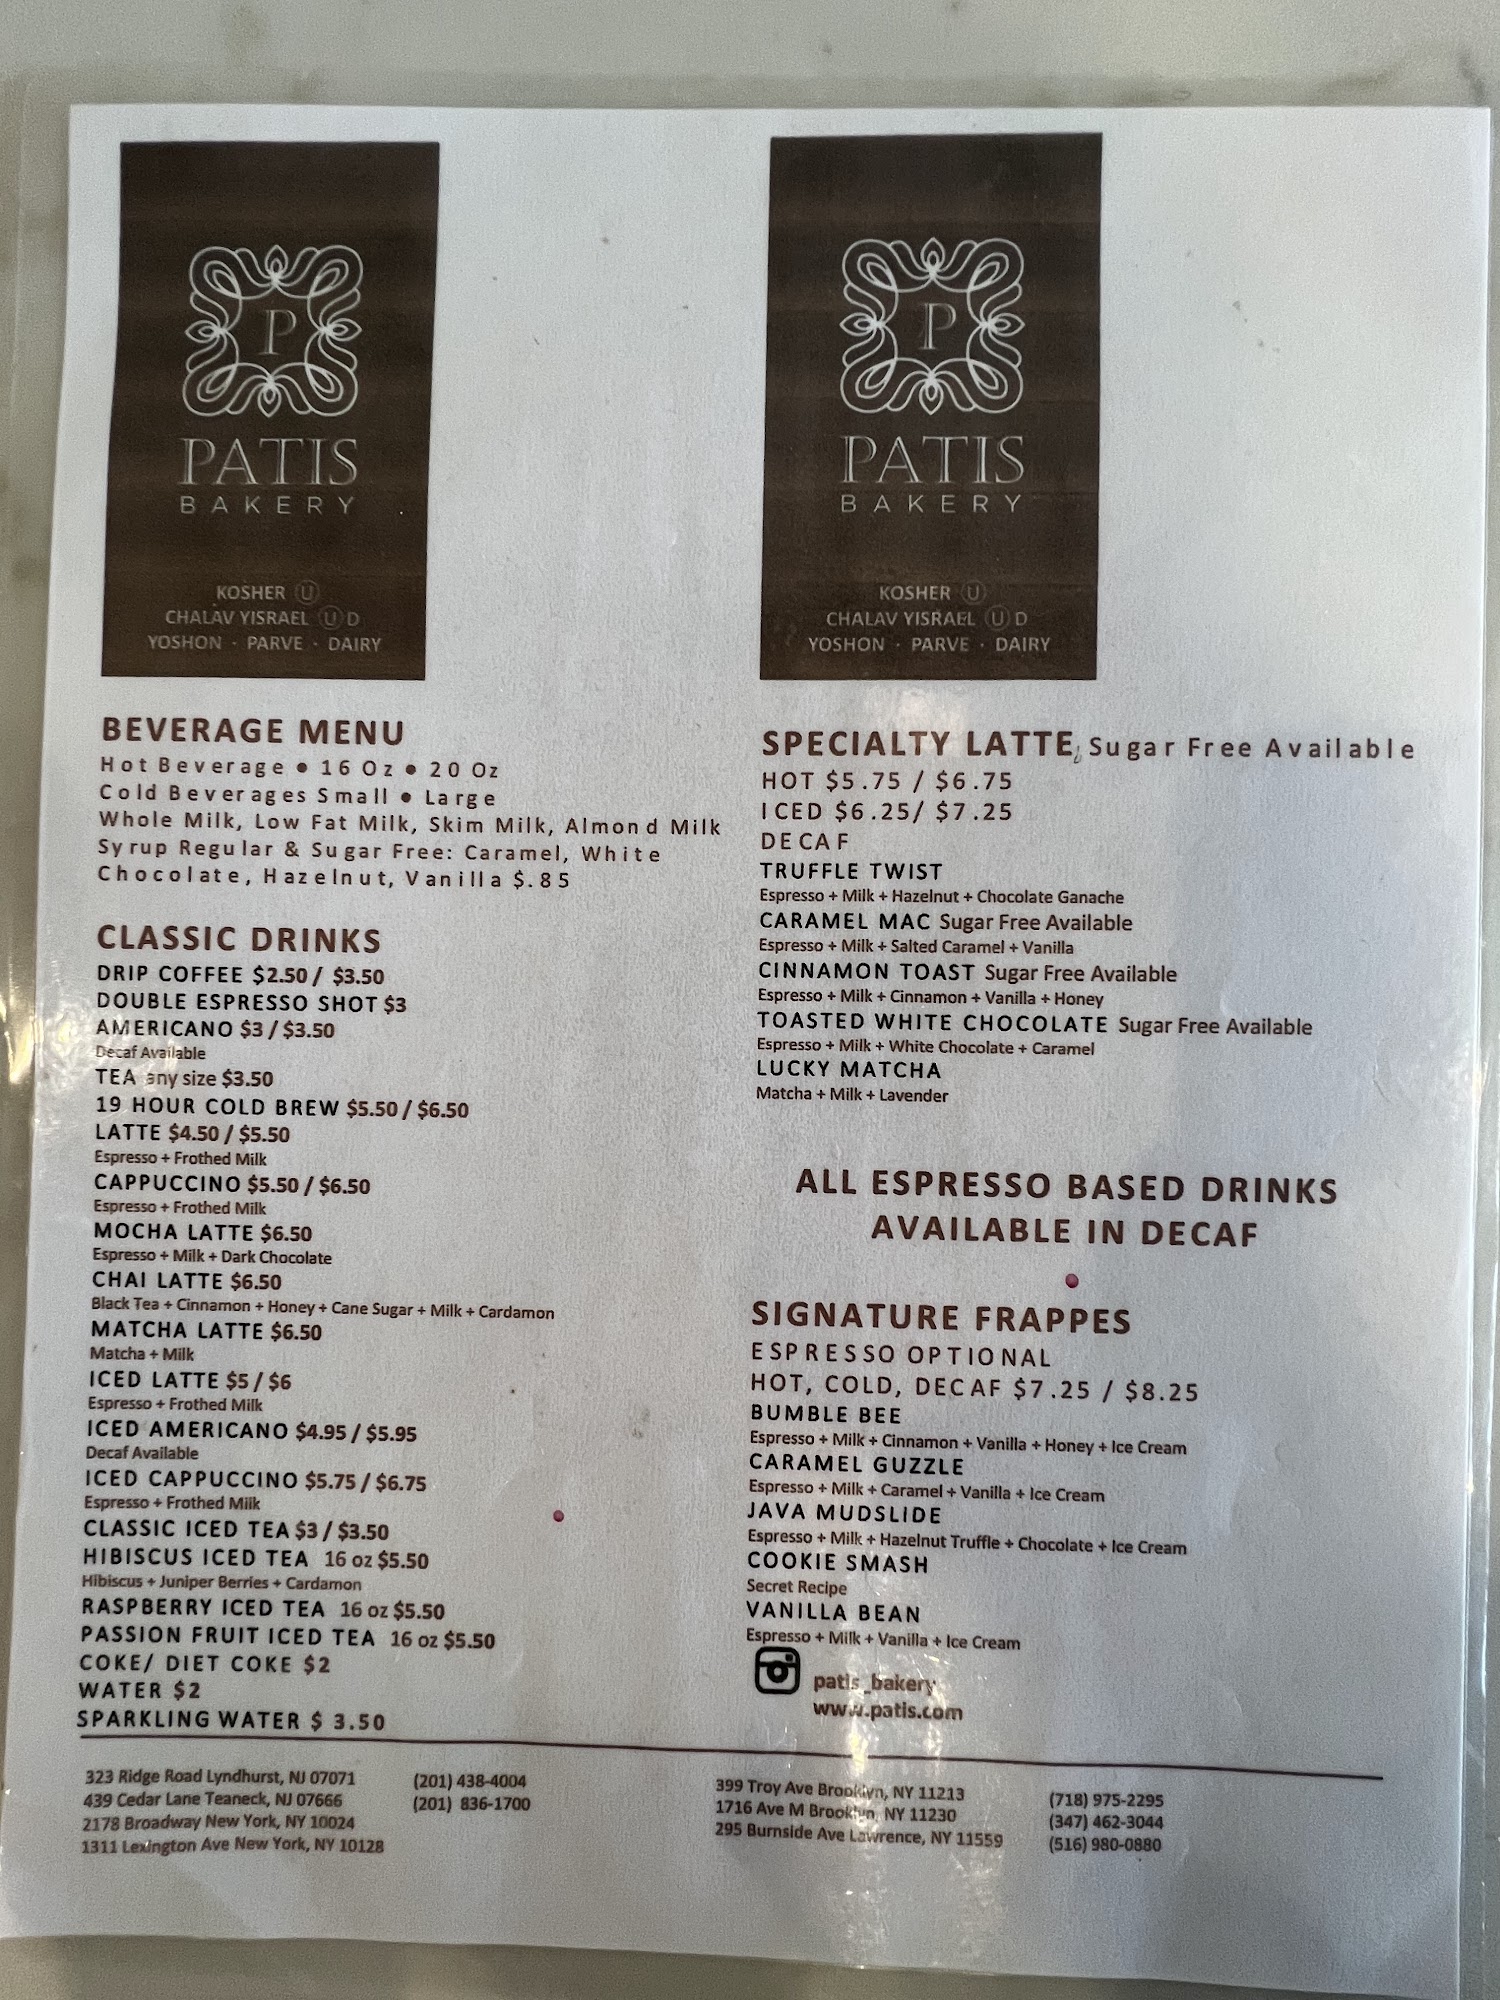 P
PATIS
BAKERY
KOSHER U
CHALAV YISRAEL U D
YOSHON · PARVE · DAIRY
BEVERAGE MENU
Hot Beverage • 16 Oz • 20 Oz
Cold Beverages Small • Large
Whole Milk, Low Fat Milk, Skim Milk, Almond Milk
Syrup Regular & Sugar Free: Caramel, White
Chocolate, Hazelnut, Vanilla $.85
CLASSIC DRINKS
DRIP COFFEE $2.50 / $3.50
DOUBLE ESPRESSO SHOT $3
AMERICANO $3 / $3.50
Decaf Available
TEA any size $3.50
19 HOUR COLD BREW $5.50 / $6.50
LATTE $4.50 / $5.50
Espresso + Frothed Milk
CAPPUCCINO $5.50 / $6.50
Espresso + Frothed Milk
MOCHA LATTE $6.50
Espresso + Milk + Dark Chocolate
CHAI LATTE $6.50
Black Tea + Cinnamon + Honey + Cane Sugar + Milk + Cardamon
MATCHA LATTE $6.50
Matcha + Milk
ICED LATTE $5 / $6
Espresso + Frothed Milk
ICED AMERICANO $4.95 / $5.95
Decaf Available
ICED CAPPUCCINO $5.75 / $6.75
Espresso + Frothed Milk
CLASSIC ICED TEA $3 / $3.50
HIBISCUS ICED TEA 16 oz $5.50
Hibiscus + Juniper Berries + Cardamon
RASPBERRY ICED TEA 16 oz $5.50
PASSION FRUIT ICED TEA 16 oz $5.50
COKE/ DIET COKE $2
WATER $2
SPARKLING WATER $ 3.50
P
PATIS
BAKERY
KOSHER U
CHALAV YISRAEL U D
YOSHON · PARVE · DAIRY
SPECIALTY LATTE, Sugar Free Available
HOT $5.75 / $6.75
ICED $6.25/ $7.25
DECAF
TRUFFLE TWIST
Espresso + Milk + Hazelnut + Chocolate Ganache
CARAMEL MAC Sugar Free Available
Espresso + Milk + Salted Caramel + Vanilla
CINNAMON TOAST Sugar Free Available
Espresso + Milk + Cinnamon + Vanilla + Honey
TOASTED WHITE CHOCOLATE Sugar Free Available
Espresso + Milk + White Chocolate + Caramel
LUCKY MATCHA
Matcha + Milk + Lavender
ALL ESPRESSO BASED DRINKS
AVAILABLE IN DECAF
SIGNATURE FRAPPES
ESPRESSO OPTIONAL
HOT, COLD, DECAF $7.25 / $8.25
BUMBLE BEE
Espresso + Milk + Cinnamon + Vanilla + Honey + Ice Cream
CARAMEL GUZZLE
Espresso + Milk + Caramel + Vanilla + Ice Cream
JAVA MUDSLIDE
Espresso + Milk + Hazelnut Truffle + Chocolate + Ice Cream
COOKIE SMASH
Secret Recipe
VANILLA BEAN
Espresso + Milk + Vanilla + Ice Cream
patis_bakery
www.patis.com
323 Ridge Road Lyndhurst, NJ 07071 (201) 438-4004
439 Cedar Lane Teaneck, NJ 07666 (201) 836-1700
2178 Broadway New York, NY 10024
1311 Lexington Ave New York, NY 10128
399 Troy Ave Brooklyn, NY 11213 (718) 975-2295
1716 Ave M Brooklyn, NY 11230 (347) 462-3044
295 Burnside Ave Lawrence, NY 11559 (516) 980-0880